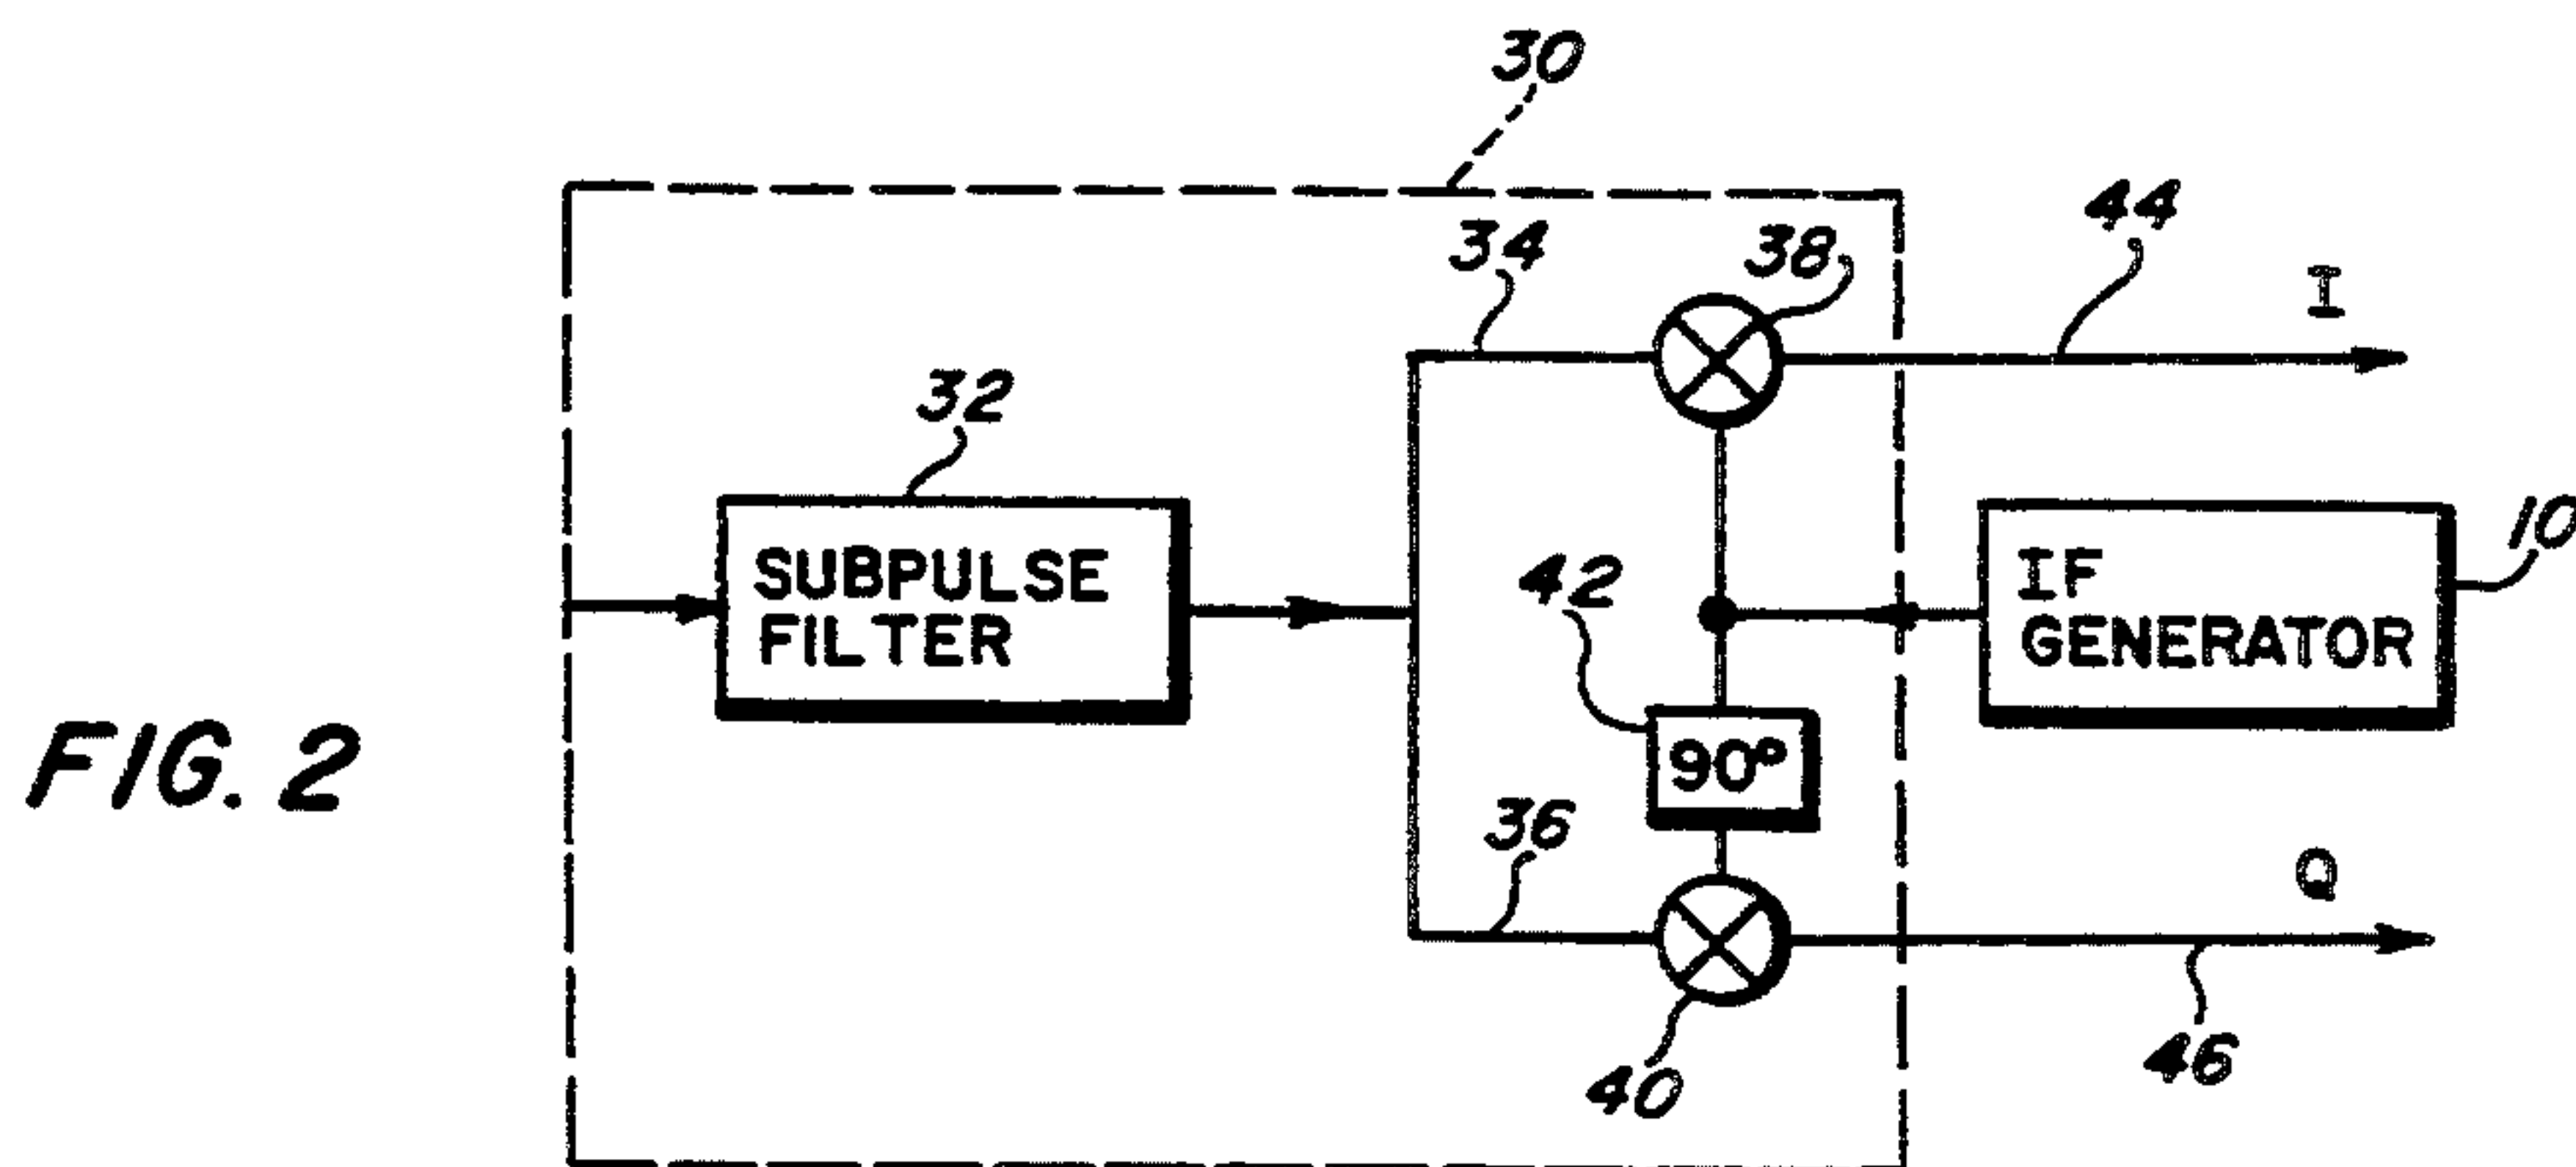 30
44
34
38
I
32
10
SUBPULSE
FILTER
42
IF
GENERATOR
FIG. 2
90°
36
Q
40
46